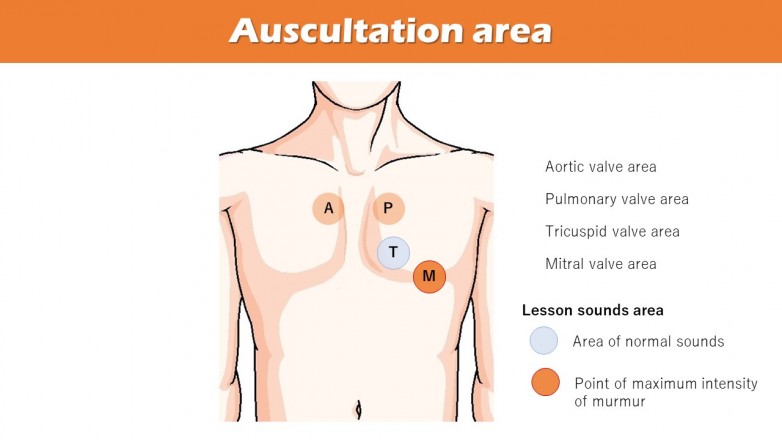 Auscultation area
A
P
T
M
Aortic valve area
Pulmonary valve area
Tricuspid valve area
Mitral valve area
Lesson sounds area
Area of normal sounds
Point of maximum intensity
of murmur